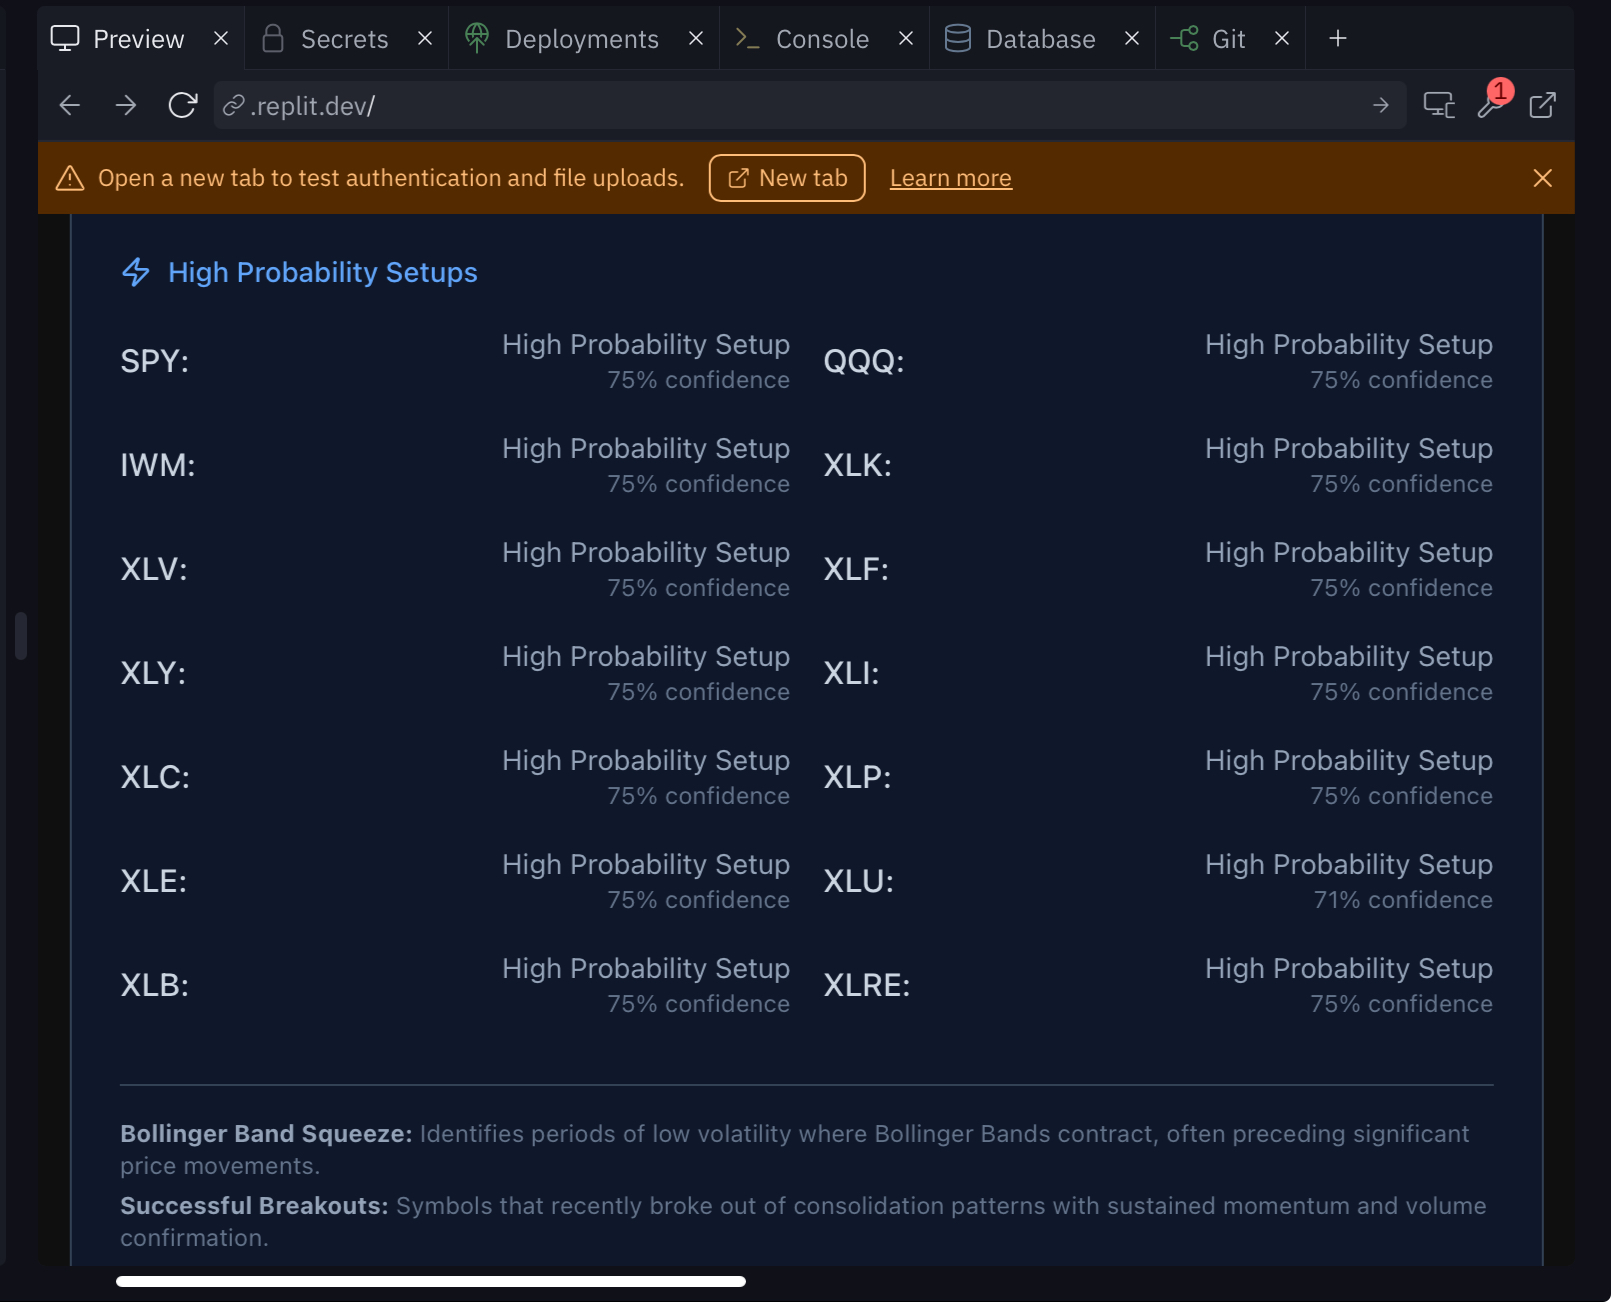 Preview
Secrets
Deployments
Console
Database
Git
.replit.dev/
1
Open a new tab to test authentication and file uploads.
New tab
Learn more
High Probability Setups
SPY:
High Probability Setup
75% confidence
QQQ:
High Probability Setup
75% confidence
IWM:
High Probability Setup
75% confidence
XLK:
High Probability Setup
75% confidence
XLV:
High Probability Setup
75% confidence
XLF:
High Probability Setup
75% confidence
XLY:
High Probability Setup
75% confidence
XLI:
High Probability Setup
75% confidence
XLC:
High Probability Setup
75% confidence
XLP:
High Probability Setup
75% confidence
XLE:
High Probability Setup
75% confidence
XLU:
High Probability Setup
71% confidence
XLB:
High Probability Setup
75% confidence
XLRE:
High Probability Setup
75% confidence
Bollinger Band Squeeze: Identifies periods of low volatility where Bollinger Bands contract, often preceding significant
price movements.
Successful Breakouts: Symbols that recently broke out of consolidation patterns with sustained momentum and volume
confirmation.